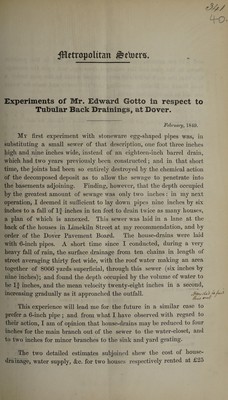 341
40
Metropolitan Sewers.
Experiments of Mr. Edward Gotto in respect to
Tubular Back Drainings, at Dover.
February, 1849.
MY first experiment with stoneware egg-shaped pipes was, in
substituting a small sewer of that description, one foot three inches
high and nine inches wide, instead of an eighteen-inch barrel drain,
which had two years previously been constructed; and in that short
time, the joints had been so entirely destroyed by the chemical action
of the decomposed deposit as to allow the sewage to penetrate into
the basements adjoining. Finding, however, that the depth occupied
by the greatest amount of sewage was only two inches: in my next
operation, I deemed it sufficient to lay down pipes nine inches by six
inches to a fall of 1¾ inches in ten feet to drain twice as many houses,
a plan of which is annexed. This sewer was laid in a lane at the
back of the houses in Limekiln Street at my recommendation, and by
order of the Dover Pavement Board. The house-drains were laid
with 6-inch pipes. A short time since I conducted, during a very
heavy fall of rain, the surface drainage from ten chains in length of
street averaging thirty feet wide, with the roof water making an area
together of 8000 yards superficial, through this sewer (six inches by
nine inches); and found the depth occupied by the volume of water to
be 1¾ inches, and the mean velocity twenty-eight inches in a second,
increasing gradually as it approached the outfall.
This experience will lead me for the future in a similar case to
prefer a 6-inch pipe; and from what I have observed with regard to
their action, I am of opinion that house-drains may be reduced to four
inches for the main branch out of the sewer to the water-closet, and
to two inches for minor branches to the sink and yard grating.
The two detailed estimates subjoined shew the cost of house-
drainage, water supply, &c. for two houses respectively rented at £25